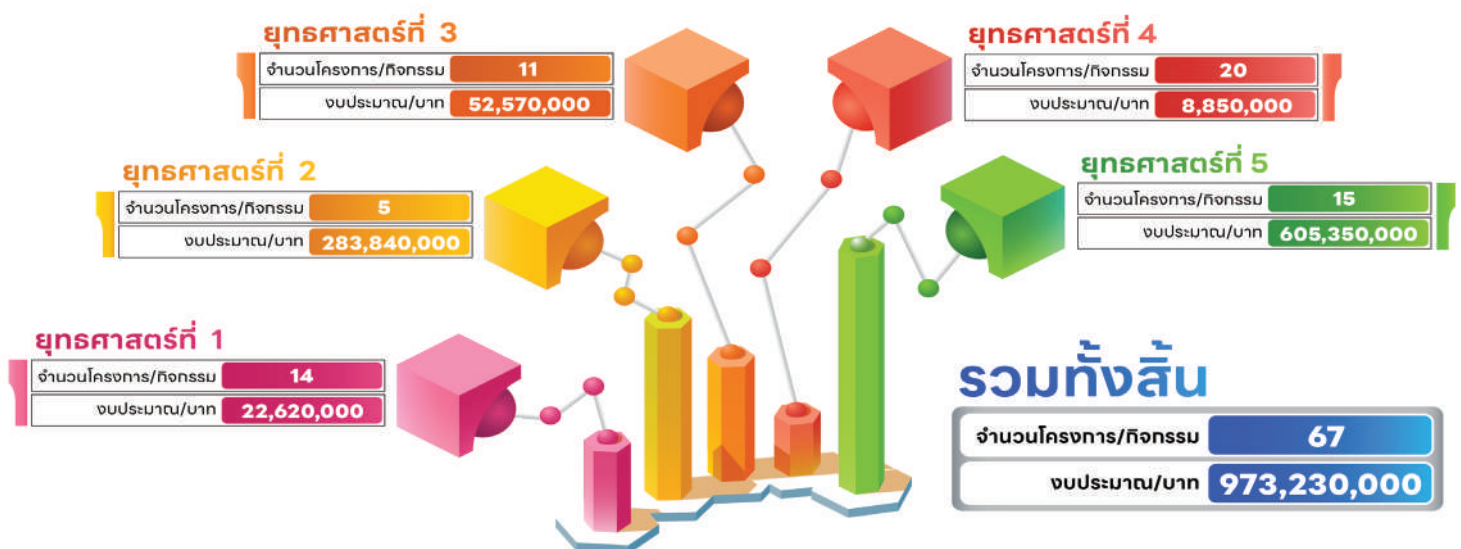 ยุทธศาสตร์ที่ 3
จำนวนโครงการ/กิจกรรม 11
งบประมาณ/บาท 52,570,000
ยุทธศาสตร์ที่ 4
จำนวนโครงการ/กิจกรรม 20
งบประมาณ/บาท 8,850,000
ยุทธศาสตร์ที่ 2
จำนวนโครงการ/กิจกรรม 5
งบประมาณ/บาท 283,840,000
ยุทธศาสตร์ที่ 5
จำนวนโครงการ/กิจกรรม 15
งบประมาณ/บาท 605,350,000
ยุทธศาสตร์ที่ 1
จำนวนโครงการ/กิจกรรม 14
งบประมาณ/บาท 22,620,000
รวมทั้งสิ้น
จำนวนโครงการ/กิจกรรม 67
งบประมาณ/บาท 973,230,000